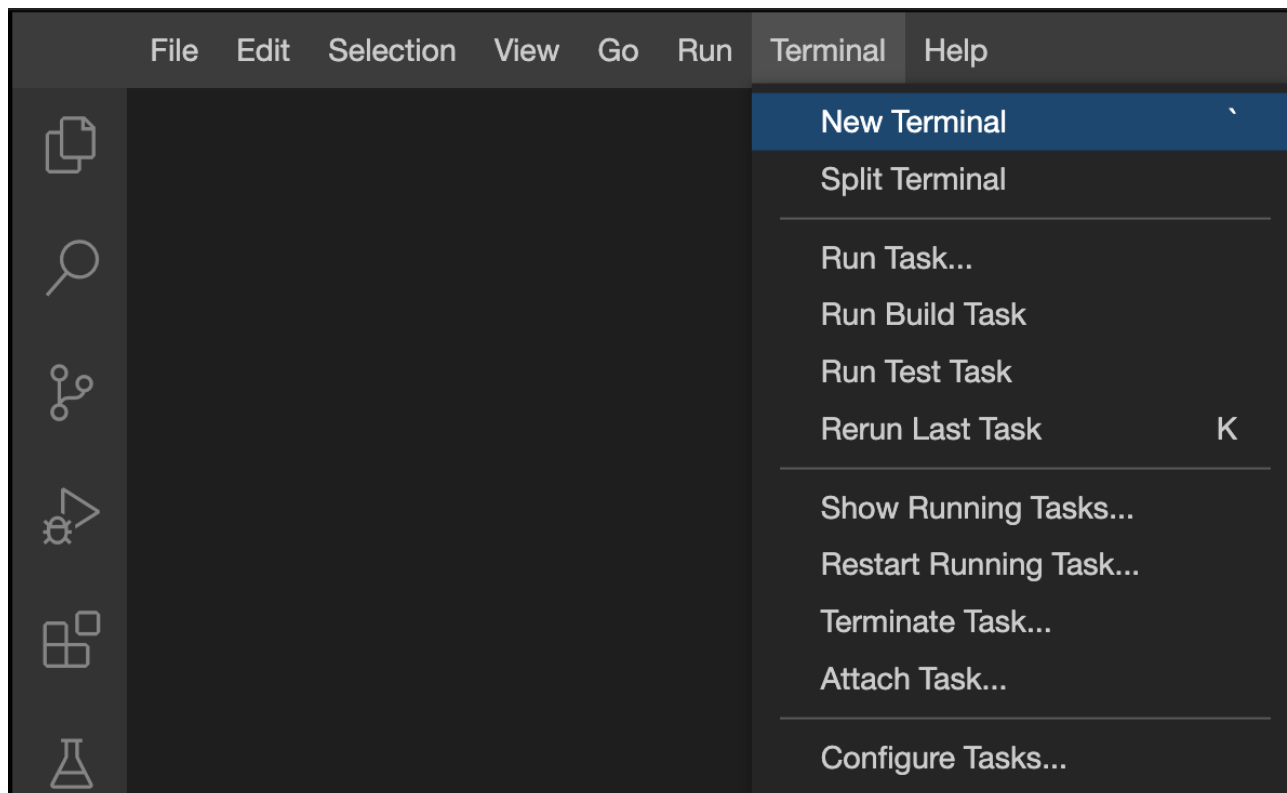 File Edit Selection View Go Run Terminal Help
New Terminal `
Split Terminal
Run Task...
Run Build Task
Run Test Task
Rerun Last Task K
Show Running Tasks...
Restart Running Task...
Terminate Task...
Attach Task...
Configure Tasks...